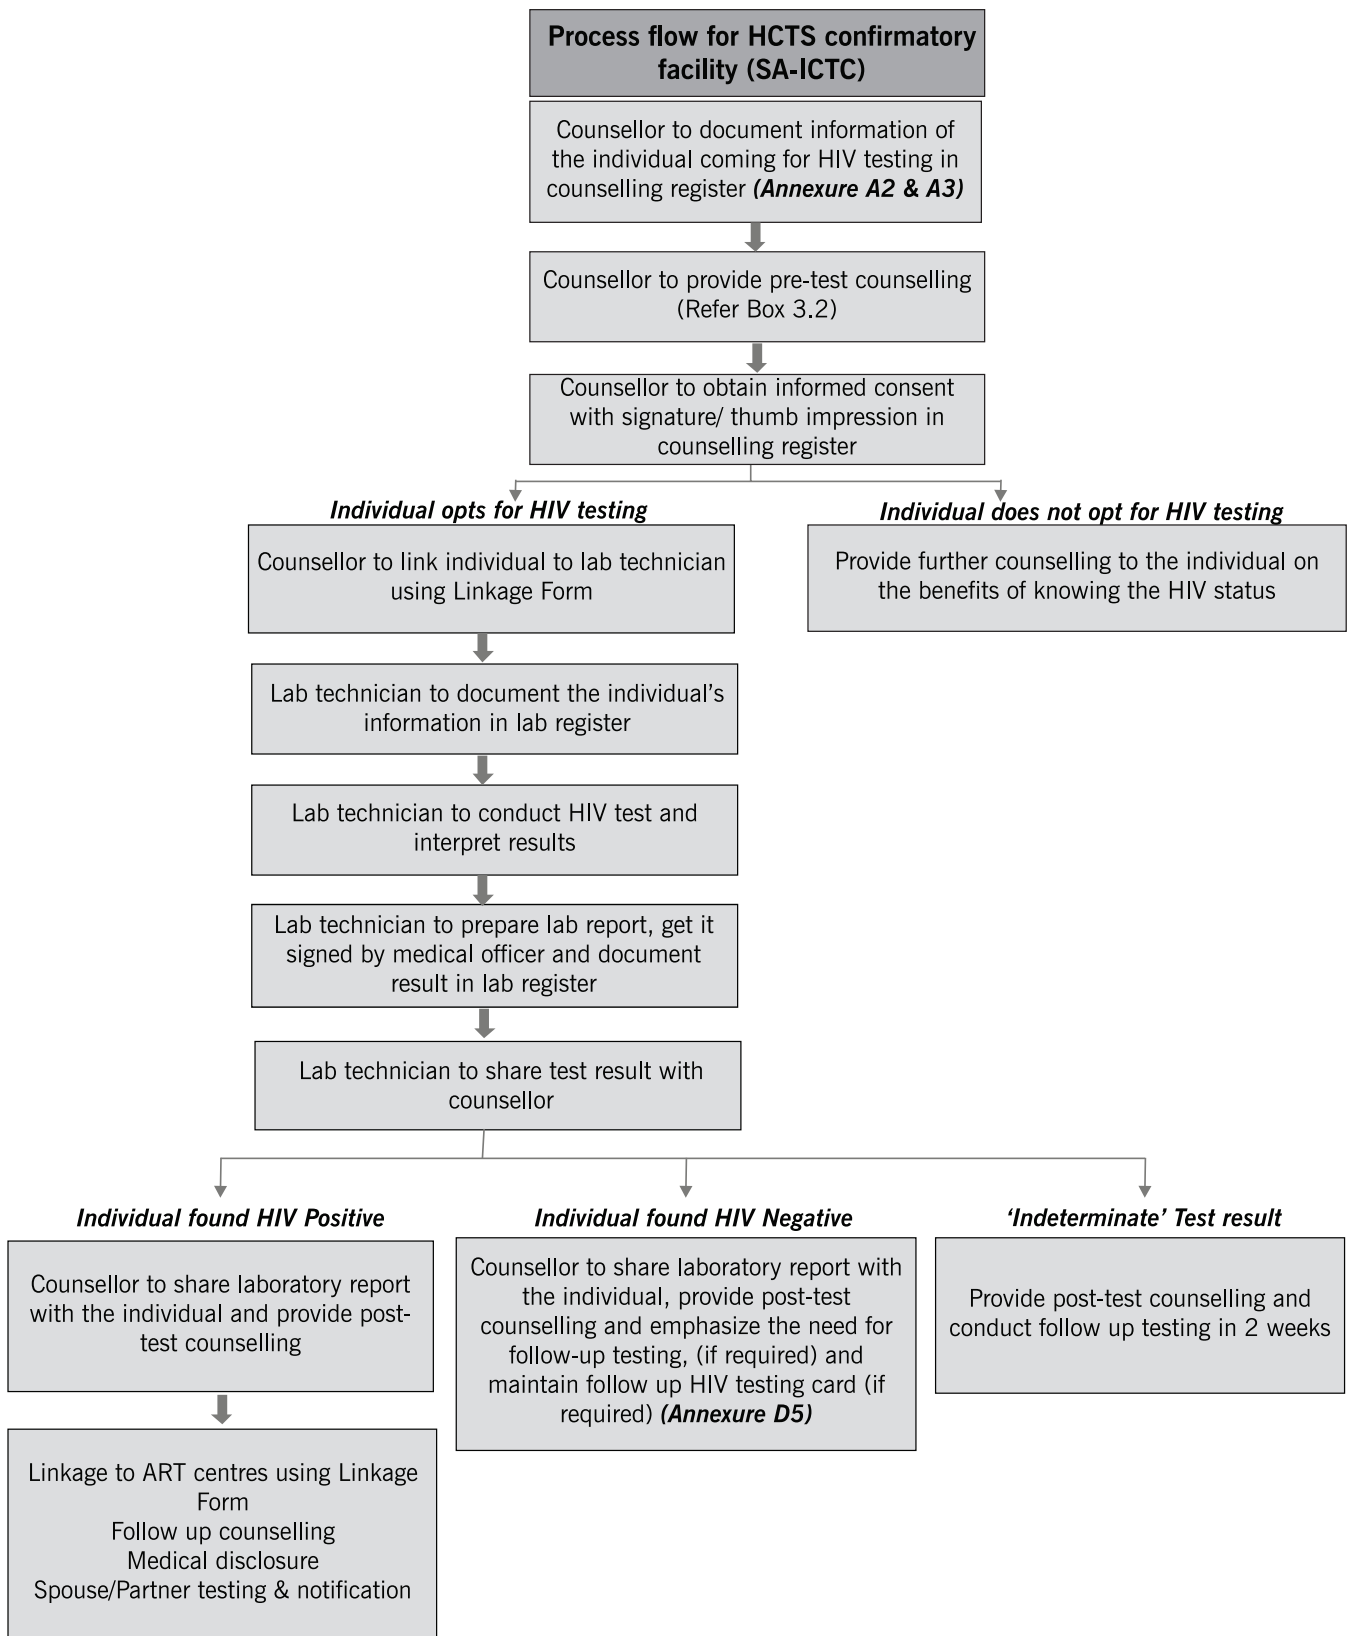 Process flow for HCTS confirmatory
facility (SA-ICTC)
Counsellor to document information of
the individual coming for HIV testing in
counselling register (Annexure A2 & A3)
Counsellor to provide pre-test counselling
(Refer Box 3.2)
Counsellor to obtain informed consent
with signature/ thumb impression in
counselling register
Individual opts for HIV testing
Counsellor to link individual to lab technician
using Linkage Form
Individual does not opt for HIV testing
Provide further counselling to the individual on
the benefits of knowing the HIV status
Lab technician to document the individual’s
information in lab register
Lab technician to conduct HIV test and
interpret results
Lab technician to prepare lab report, get it
signed by medical officer and document
result in lab register
Lab technician to share test result with
counsellor
Individual found HIV Positive
Counsellor to share laboratory report
with the individual and provide post-
test counselling
Linkage to ART centres using Linkage
Form
Follow up counselling
Medical disclosure
Spouse/Partner testing & notification
Individual found HIV Negative
Counsellor to share laboratory report with
the individual, provide post-test
counselling and emphasize the need for
follow-up testing, (if required) and
maintain follow up HIV testing card (if
required) (Annexure D5)
‘Indeterminate’ Test result
Provide post-test counselling and
conduct follow up testing in 2 weeks